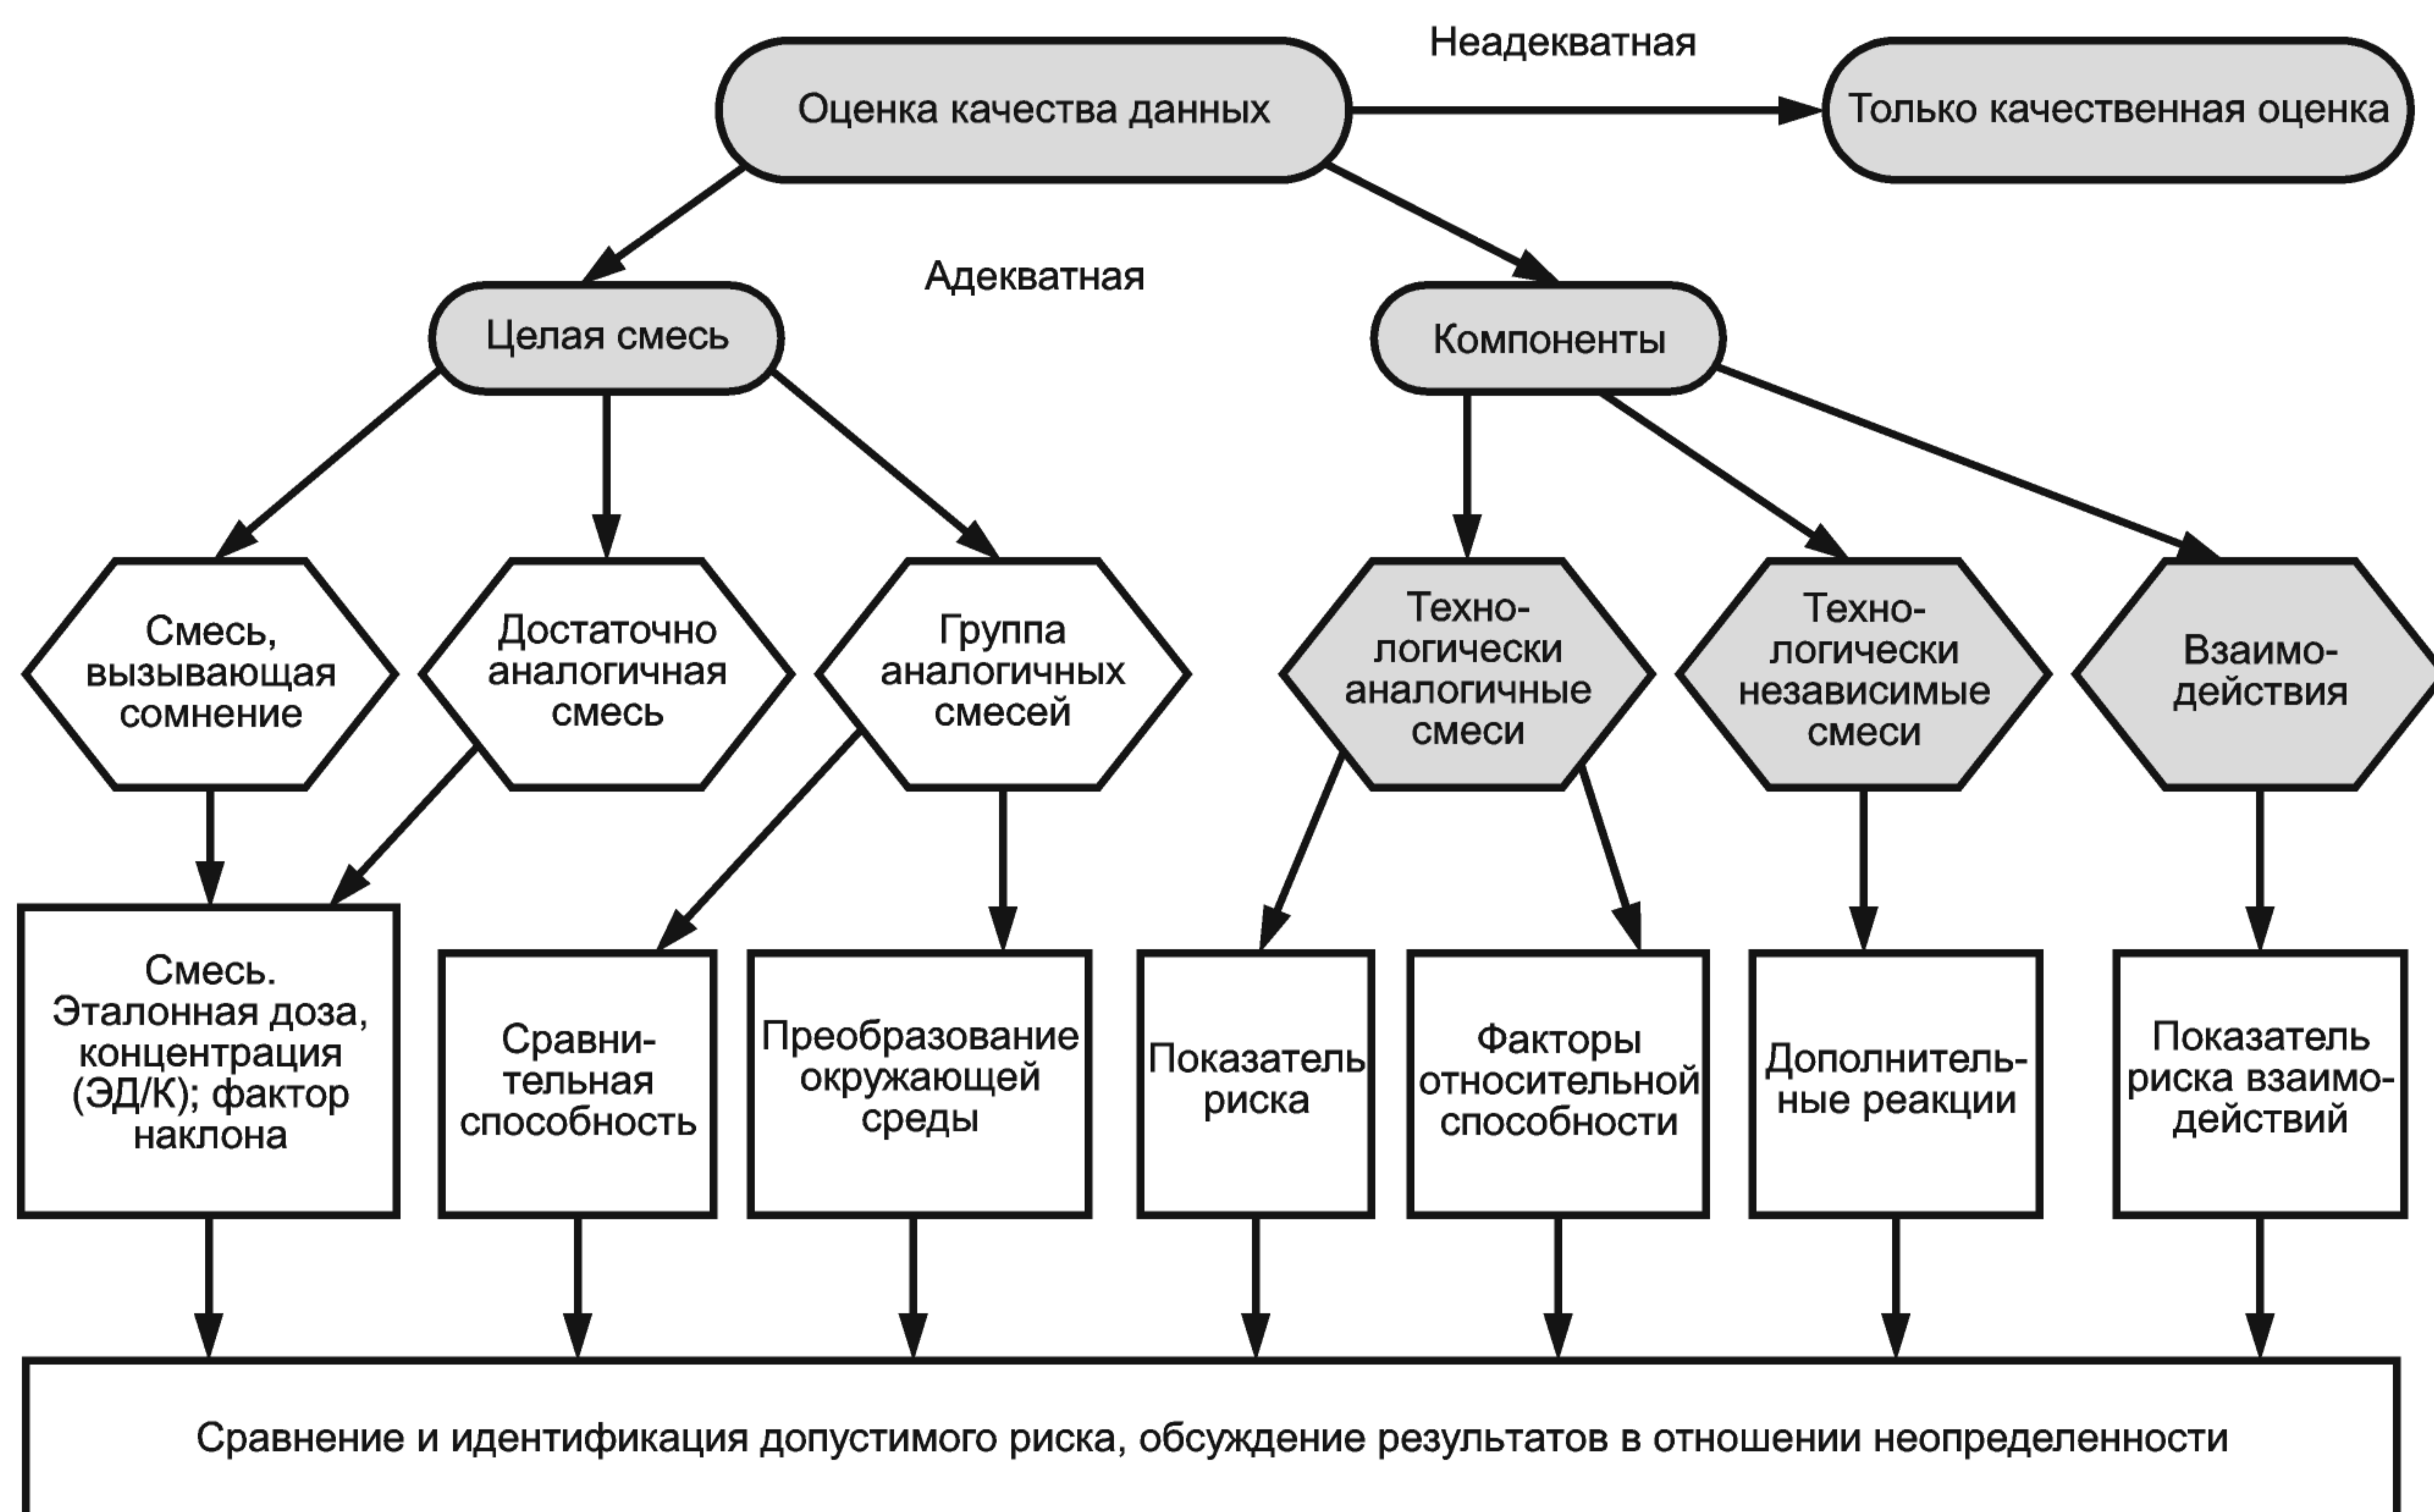 Неадекватная
Оценка качества данных
Только качественная оценка
Адекватная
Целая смесь
Компоненты
Смесь,
вызывающая
сомнение
Достаточно
аналогичная
смесь
Группа
аналогичных
смесей
Техно-
логически
аналогичные
смеси
Техно-
логически
независимые
смеси
Взаимо-
действия
Смесь.
Эталонная доза,
концентрация
(ЭД/К); фактор
наклона
Сравни-
тельная
способность
Преобразование
окружающей
среды
Показатель
риска
Факторы
относительной
способности
Дополнитель-
ные реакции
Показатель
риска взаимо-
действий
Сравнение и идентификация допустимого риска, обсуждение результатов в отношении неопределенности